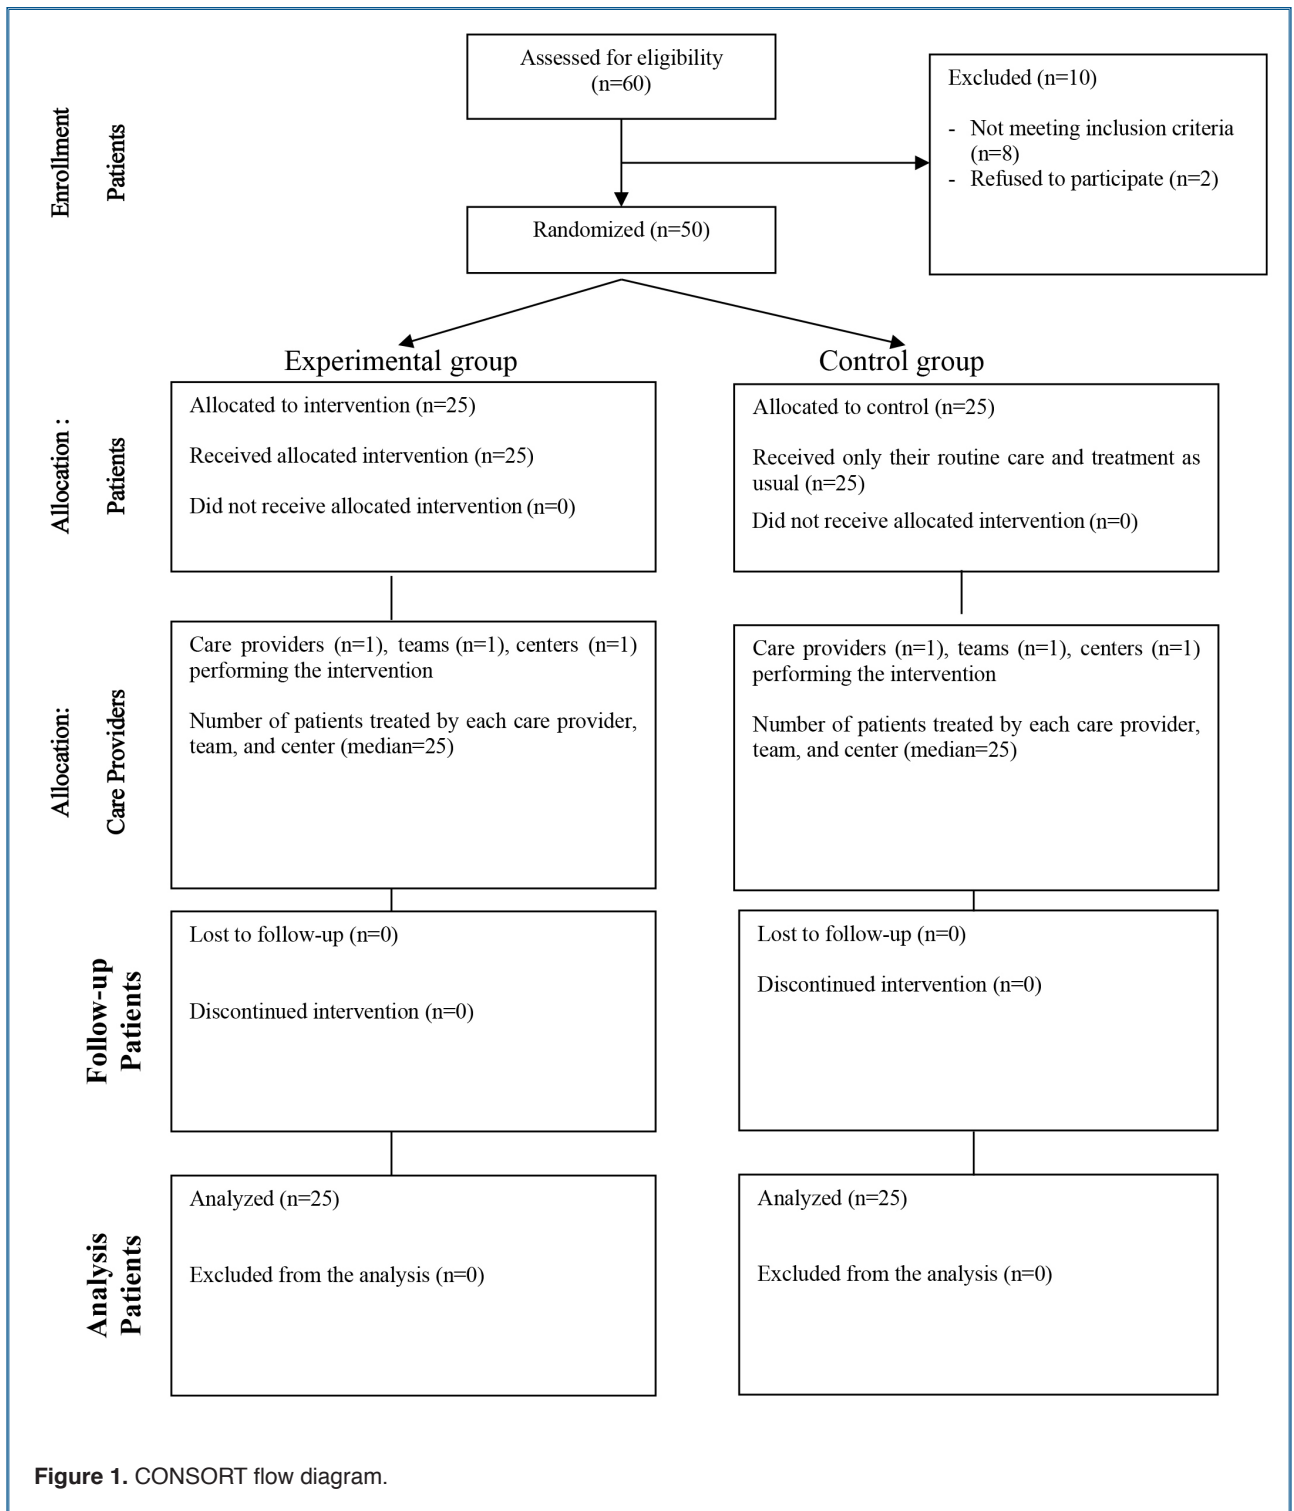 Assessed for eligibility
(n=60)
Excluded (n=10)
- Not meeting inclusion criteria
(n=8)
- Refused to participate (n=2)
Enrollment
Patients
Randomized (n=50)
Experimental group
Control group
Allocation :
Patients
Allocated to intervention (n=25)
Received allocated intervention (n=25)
Did not receive allocated intervention (n=0)
Allocated to control (n=25)
Received only their routine care and treatment as
usual (n=25)
Did not receive allocated intervention (n=0)
Allocation:
Care Providers
Care providers (n=1), teams (n=1), centers (n=1)
performing the intervention
Number of patients treated by each care provider,
team, and center (median=25)
Care providers (n=1), teams (n=1), centers (n=1)
performing the intervention
Number of patients treated by each care provider,
team, and center (median=25)
Follow-up
Patients
Lost to follow-up (n=0)
Discontinued intervention (n=0)
Lost to follow-up (n=0)
Discontinued intervention (n=0)
Analysis
Patients
Analyzed (n=25)
Excluded from the analysis (n=0)
Analyzed (n=25)
Excluded from the analysis (n=0)
Figure 1. CONSORT flow diagram.